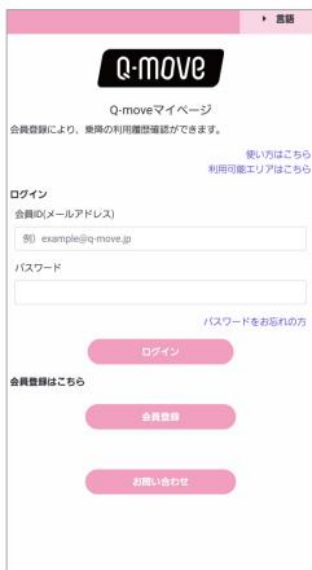 言語
Q-move
Q-moveマイページ
会員登録により、乗降の利用履歴確認ができます。
使い方はこちら
利用可能エリアはこちら
ログイン
会員ID(メールアドレス)
例）example@q-move.jp
パスワード
パスワードをお忘れの方
ログイン
会員登録はこちら
会員登録
お問い合わせ